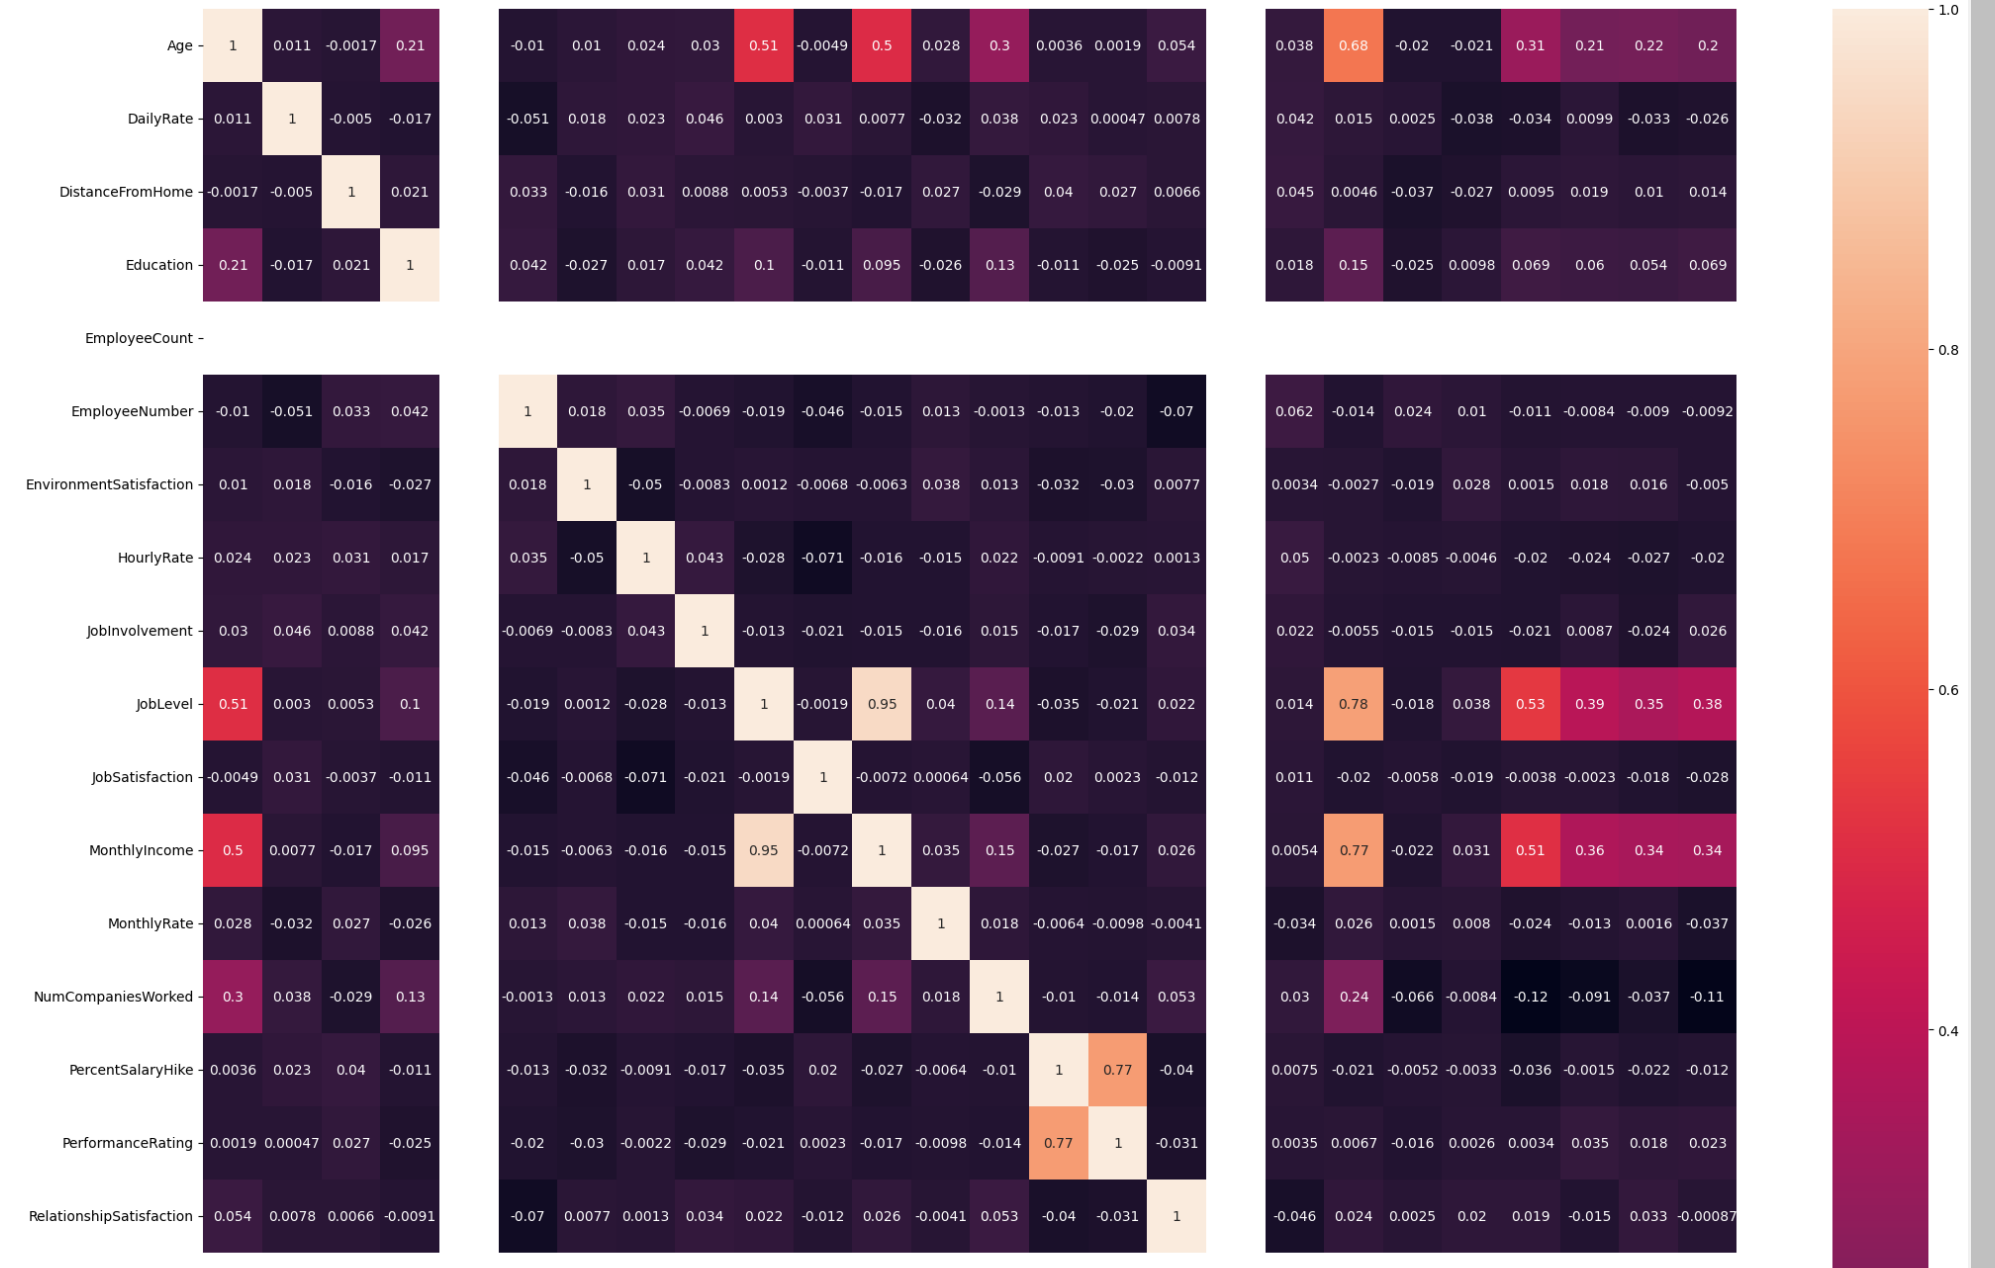 Age 1 0.011 -0.0017 0.21 -0.01 0.01 0.024 0.03 0.51 -0.0049 0.5 0.028 0.3 0.0036 0.0019 0.054 0.038 0.68 -0.02 -0.021 0.31 0.21 0.22 0.2 1.0
DailyRate 0.011 1 -0.005 -0.017 -0.051 0.018 0.023 0.046 0.003 0.031 0.0077 -0.032 0.038 0.023 0.00047 0.0078 0.042 0.015 0.0025 -0.038 -0.034 0.0099 -0.033 -0.026
DistanceFromHome -0.0017 -0.005 1 0.021 0.033 -0.016 0.031 0.0088 0.0053 -0.0037 -0.017 0.027 -0.029 0.04 0.027 0.0066 0.045 0.0046 -0.037 -0.027 0.0095 0.019 0.01 0.014
Education 0.21 -0.017 0.021 1 0.042 -0.027 0.017 0.042 0.1 -0.011 0.095 -0.026 0.13 -0.011 -0.025 -0.0091 0.018 0.15 -0.025 0.0098 0.069 0.06 0.054 0.069
EmployeeCount 0.8
EmployeeNumber -0.01 -0.051 0.033 0.042 1 0.018 0.035 -0.0069 -0.019 -0.046 -0.015 0.013 -0.0013 -0.013 -0.02 -0.07 0.062 -0.014 0.024 0.01 -0.011 -0.0084 -0.009 -0.0092
EnvironmentSatisfaction 0.01 0.018 -0.016 -0.027 0.018 1 -0.05 -0.0083 0.0012 -0.0068 -0.0063 0.038 0.013 -0.032 -0.03 0.0077 0.0034 -0.0027 -0.019 0.028 0.0015 0.018 0.016 -0.005
HourlyRate 0.024 0.023 0.031 0.017 0.035 -0.05 1 0.043 -0.028 -0.071 -0.016 -0.015 0.022 -0.0091 -0.0022 0.0013 0.05 -0.0023 -0.0085 -0.0046 -0.02 -0.024 -0.027 -0.02
JobInvolvement 0.03 0.046 0.0088 0.042 -0.0069 -0.0083 0.043 1 -0.013 -0.021 -0.015 -0.016 0.015 -0.017 -0.029 0.034 0.022 -0.0055 -0.015 -0.015 -0.021 0.0087 -0.024 0.026
JobLevel 0.51 0.003 0.0053 0.1 -0.019 0.0012 -0.028 -0.013 1 -0.0019 0.95 0.04 0.14 -0.035 -0.021 0.022 0.014 0.78 -0.018 0.038 0.53 0.39 0.35 0.38 0.6
JobSatisfaction -0.0049 0.031 -0.0037 -0.011 -0.046 -0.0068 -0.071 -0.021 -0.0019 1 -0.0072 0.00064 -0.056 0.02 0.0023 -0.012 0.011 -0.02 -0.0058 -0.019 -0.0038 -0.0023 -0.018 -0.028
MonthlyIncome 0.5 0.0077 -0.017 0.095 -0.015 -0.0063 -0.016 -0.015 0.95 -0.0072 1 0.035 0.15 -0.027 -0.017 0.026 0.0054 0.77 -0.022 0.031 0.51 0.36 0.34 0.34
MonthlyRate 0.028 -0.032 0.027 -0.026 0.013 0.038 -0.015 -0.016 0.04 0.00064 0.035 1 0.018 -0.0064 -0.0098 -0.0041 -0.034 0.026 0.0015 0.008 -0.024 -0.013 0.0016 -0.037
NumCompaniesWorked 0.3 0.038 -0.029 0.13 -0.0013 0.013 0.022 0.015 0.14 -0.056 0.15 0.018 1 -0.01 -0.014 0.053 0.03 0.24 -0.066 -0.0084 -0.12 -0.091 -0.037 -0.11
0.4
PercentSalaryHike 0.0036 0.023 0.04 -0.011 -0.013 -0.032 -0.0091 -0.017 -0.035 0.02 -0.027 -0.0064 -0.01 1 0.77 -0.04 0.0075 -0.021 -0.0052 -0.0033 -0.036 -0.0015 -0.022 -0.012
PerformanceRating 0.0019 0.00047 0.027 -0.025 -0.02 -0.03 -0.0022 -0.029 -0.021 0.0023 -0.017 -0.0098 -0.014 0.77 1 -0.031 0.0035 0.0067 -0.016 0.0026 0.0034 0.035 0.018 0.023
RelationshipSatisfaction 0.054 0.0078 0.0066 -0.0091 -0.07 0.0077 0.0013 0.034 0.022 -0.012 0.026 -0.0041 0.053 -0.04 -0.031 1 -0.046 0.024 0.0025 0.02 0.019 -0.015 0.033 -0.00087